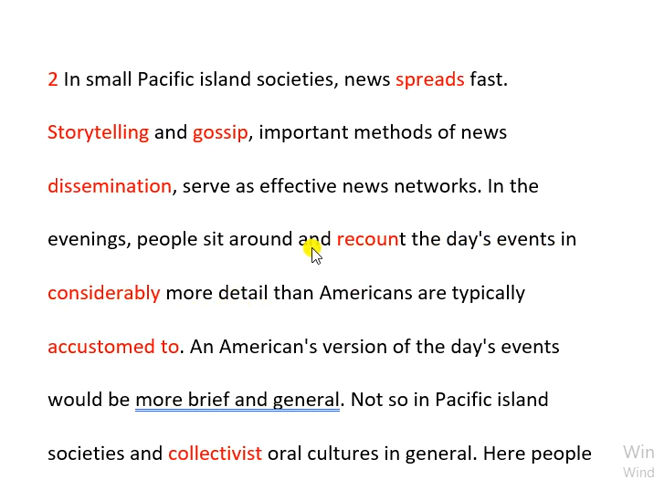 2 In small Pacific island societies, news spreads fast.
Storytelling and gossip, important methods of news
dissemination, serve as effective news networks. In the
evenings, people sit around and recount the day's events in
considerably more detail than Americans are typically
accustomed to. An American's version of the day's events
would be more brief and general. Not so in Pacific island
societies and collectivist oral cultures in general. Here people
Win
Wind